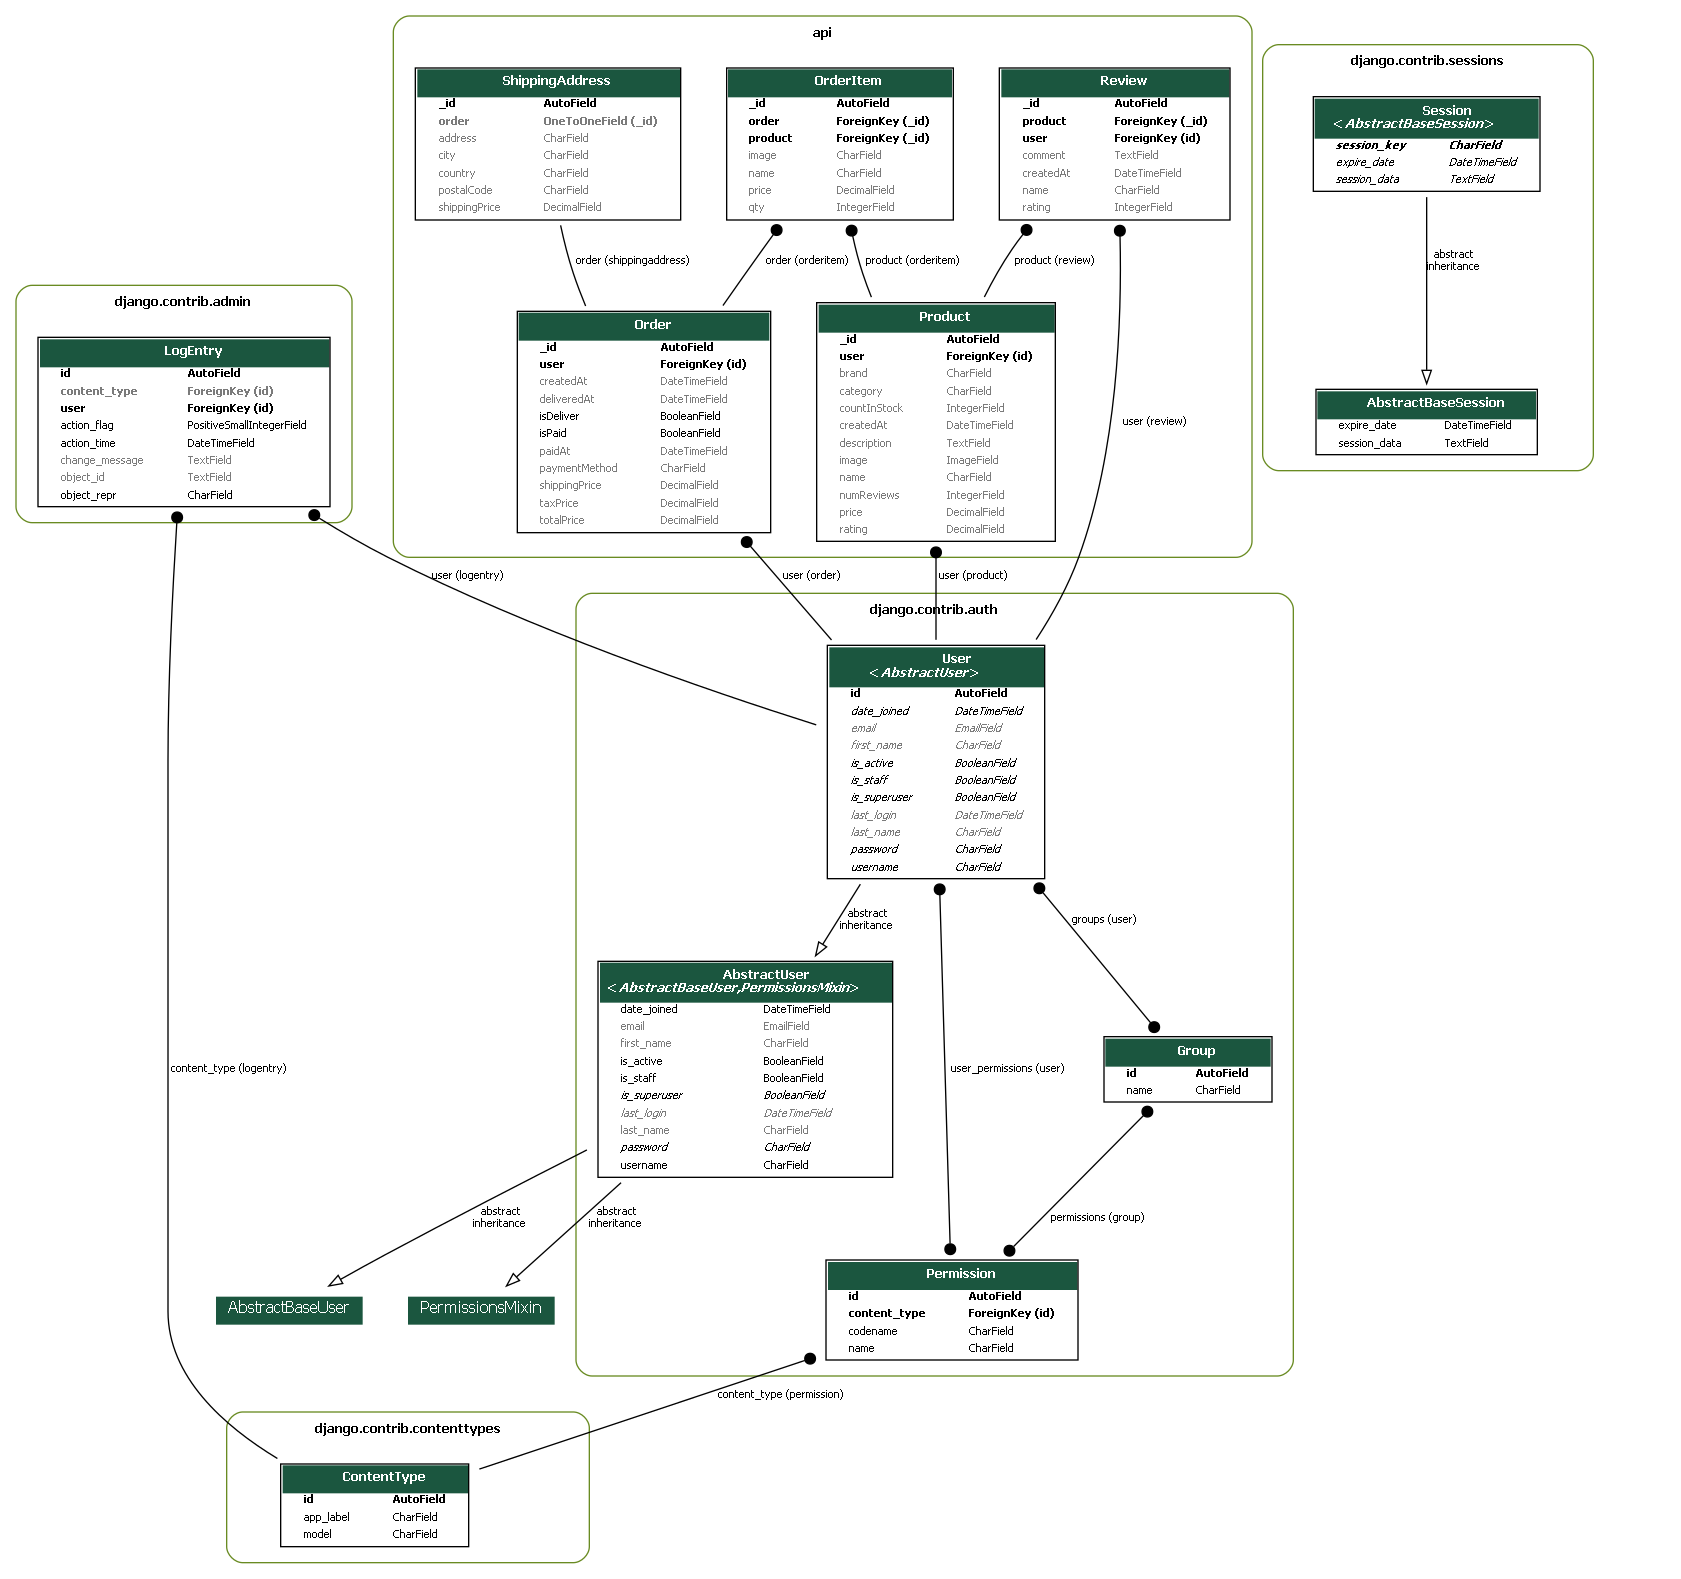 api
ShippingAddress
_id AutoField
order OneToOneField (_id)
address CharField
city CharField
country CharField
postalCode CharField
shippingPrice DecimalField
OrderItem
_id AutoField
order ForeignKey (_id)
product ForeignKey (_id)
image CharField
name CharField
price DecimalField
qty IntegerField
Review
_id AutoField
product ForeignKey (_id)
user ForeignKey (id)
comment TextField
createdAt DateTimeField
name CharField
rating IntegerField
django.contrib.sessions
Session
<AbstractBaseSession>
session_key CharField
expire_date DateTimeField
session_data TextField
abstract
inheritance
AbstractBaseSession
expire_date DateTimeField
session_data TextField
order (shippingaddress)
order (orderitem)
product (orderitem)
product (review)
user (review)
django.contrib.admin
LogEntry
id AutoField
content_type ForeignKey (id)
user ForeignKey (id)
action_flag PositiveSmallIntegerField
action_time DateTimeField
change_message TextField
object_id TextField
object_repr CharField
Order
_id AutoField
user ForeignKey (id)
createdAt DateTimeField
deliveredAt DateTimeField
isDeliver BooleanField
isPaid BooleanField
paidAt DateTimeField
paymentMethod CharField
shippingPrice DecimalField
taxPrice DecimalField
totalPrice DecimalField
Product
_id AutoField
user ForeignKey (id)
brand CharField
category CharField
countInStock IntegerField
createdAt DateTimeField
description TextField
image ImageField
name CharField
numReviews IntegerField
price DecimalField
rating DecimalField
user (logentry)
user (order)
user (product)
django.contrib.auth
User
<AbstractUser>
id AutoField
date_joined DateTimeField
email EmailField
first_name CharField
is_active BooleanField
is_staff BooleanField
is_superuser BooleanField
last_login DateTimeField
last_name CharField
password CharField
username CharField
abstract
inheritance
groups (user)
AbstractUser
<AbstractBaseUser,PermissionsMixin>
date_joined DateTimeField
email EmailField
first_name CharField
is_active BooleanField
is_staff BooleanField
is_superuser BooleanField
last_login DateTimeField
last_name CharField
password CharField
username CharField
content_type (logentry)
user_permissions (user)
Group
id AutoField
name CharField
abstract
inheritance
abstract
inheritance
permissions (group)
AbstractBaseUser
PermissionsMixin
Permission
id AutoField
content_type ForeignKey (id)
codename CharField
name CharField
content_type (permission)
django.contrib.contenttypes
ContentType
id AutoField
app_label CharField
model CharField